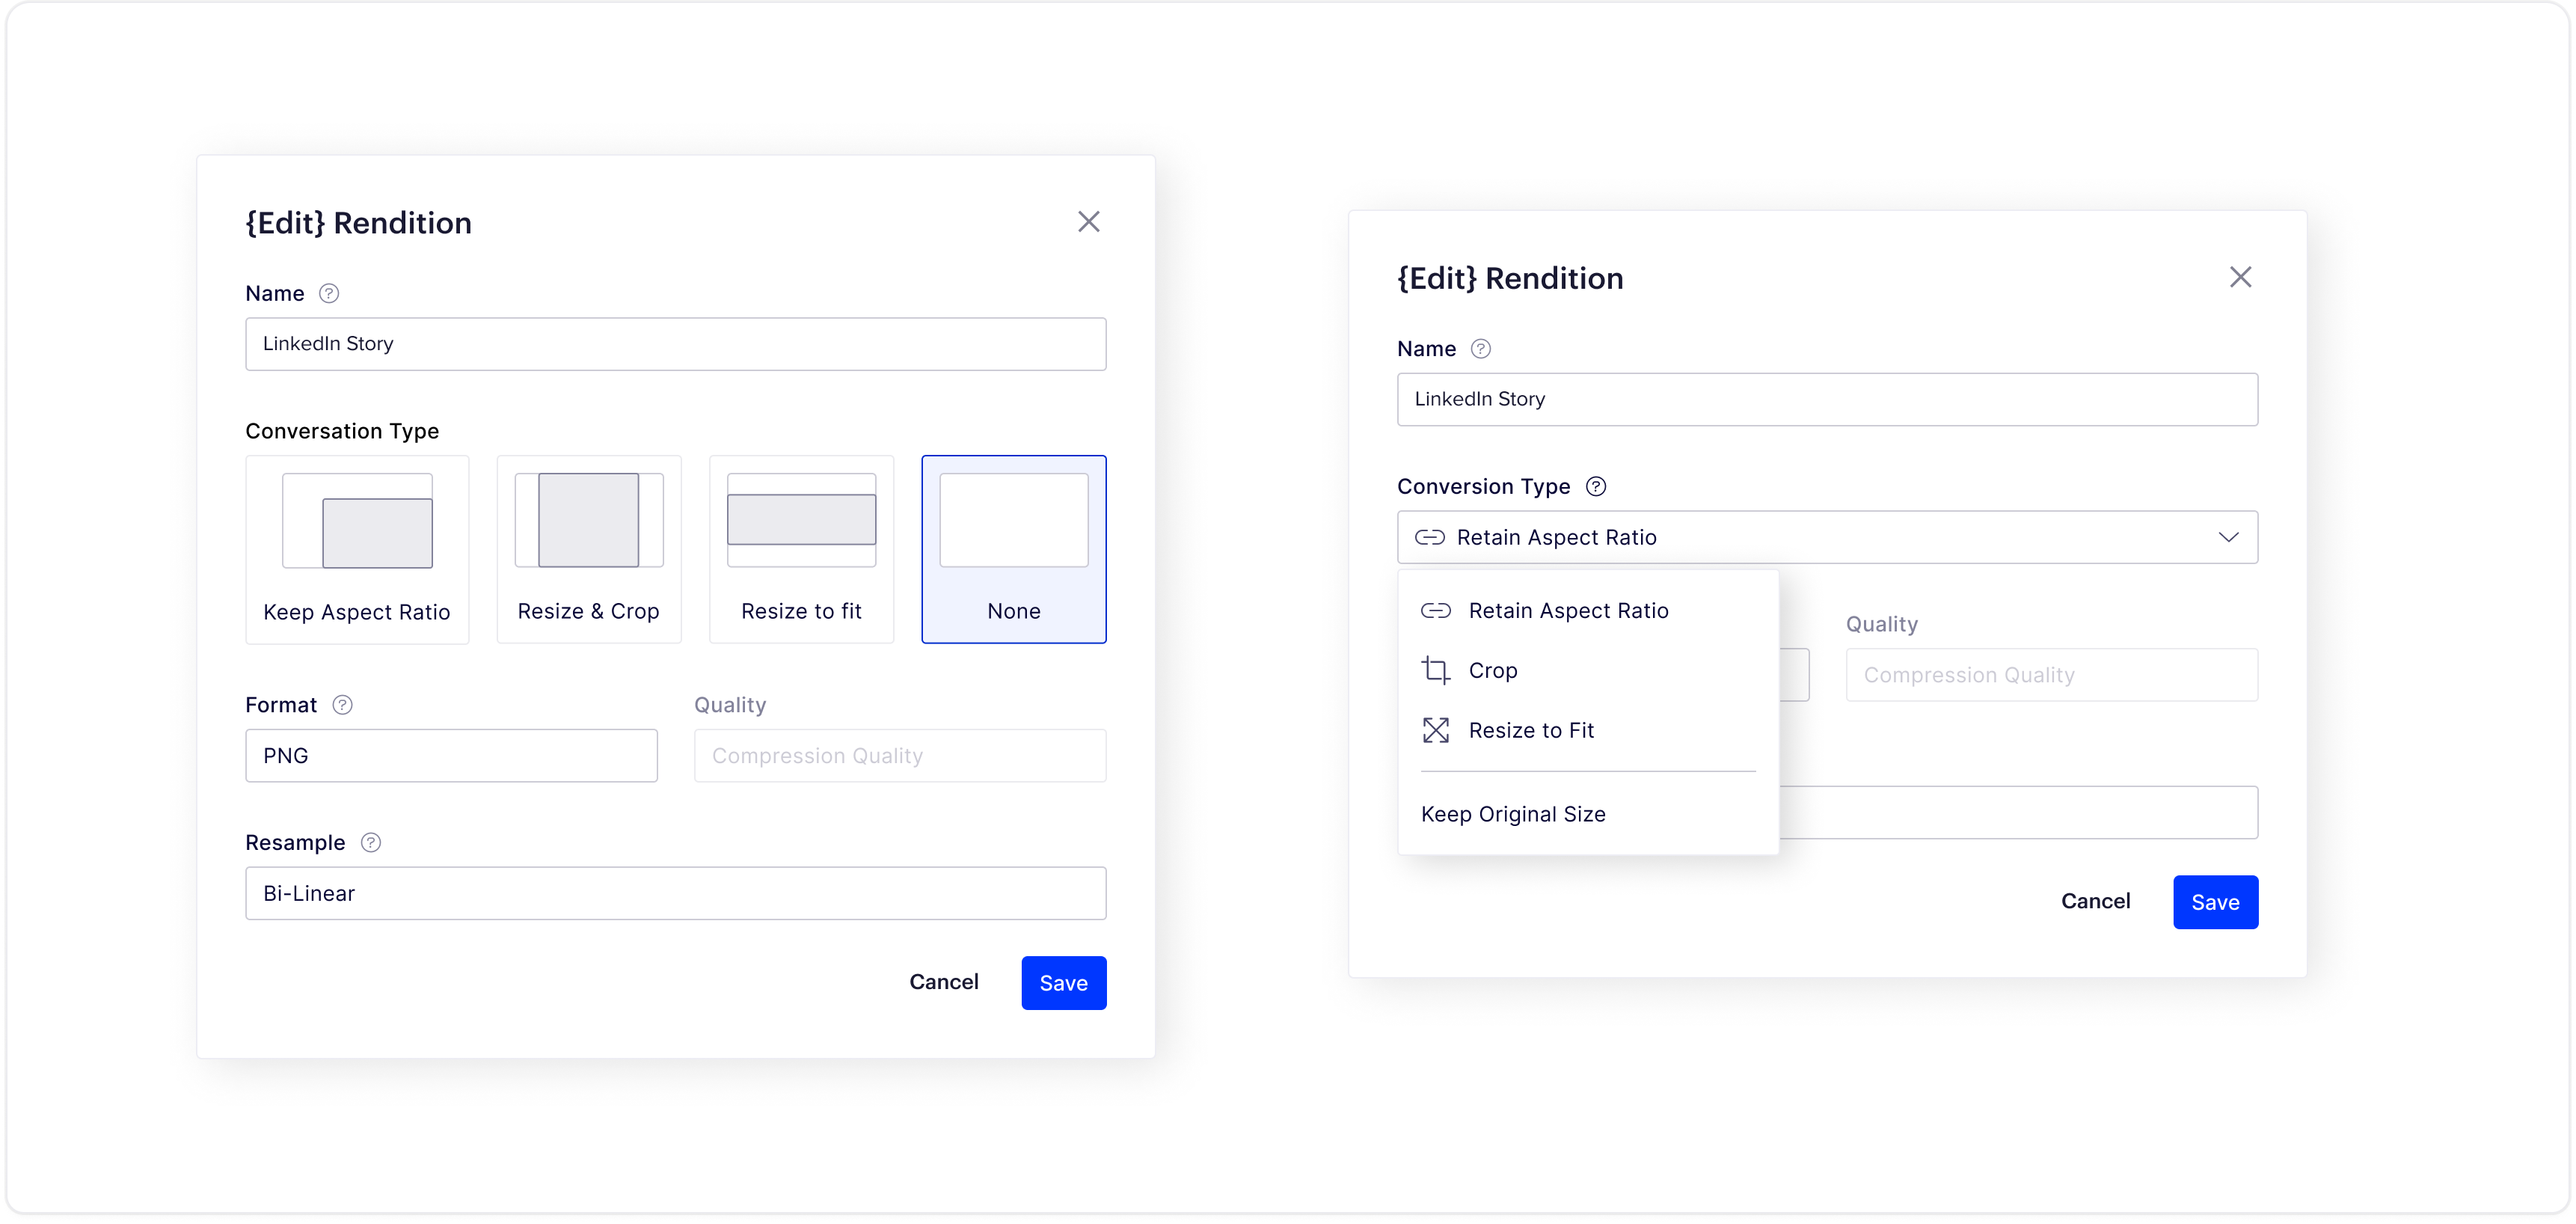 {Edit} Rendition
Name ?
LinkedIn Story
Conversation Type
Keep Aspect Ratio
Resize & Crop
Resize to fit
None
Format ?
Quality
PNG
Compression Quality
Resample ?
Bi-Linear
Cancel
Save
{Edit} Rendition
Name ?
LinkedIn Story
Conversion Type ?
Retain Aspect Ratio
Retain Aspect Ratio
Crop
Resize to Fit
Keep Original Size
Quality
Compression Quality
Cancel
Save